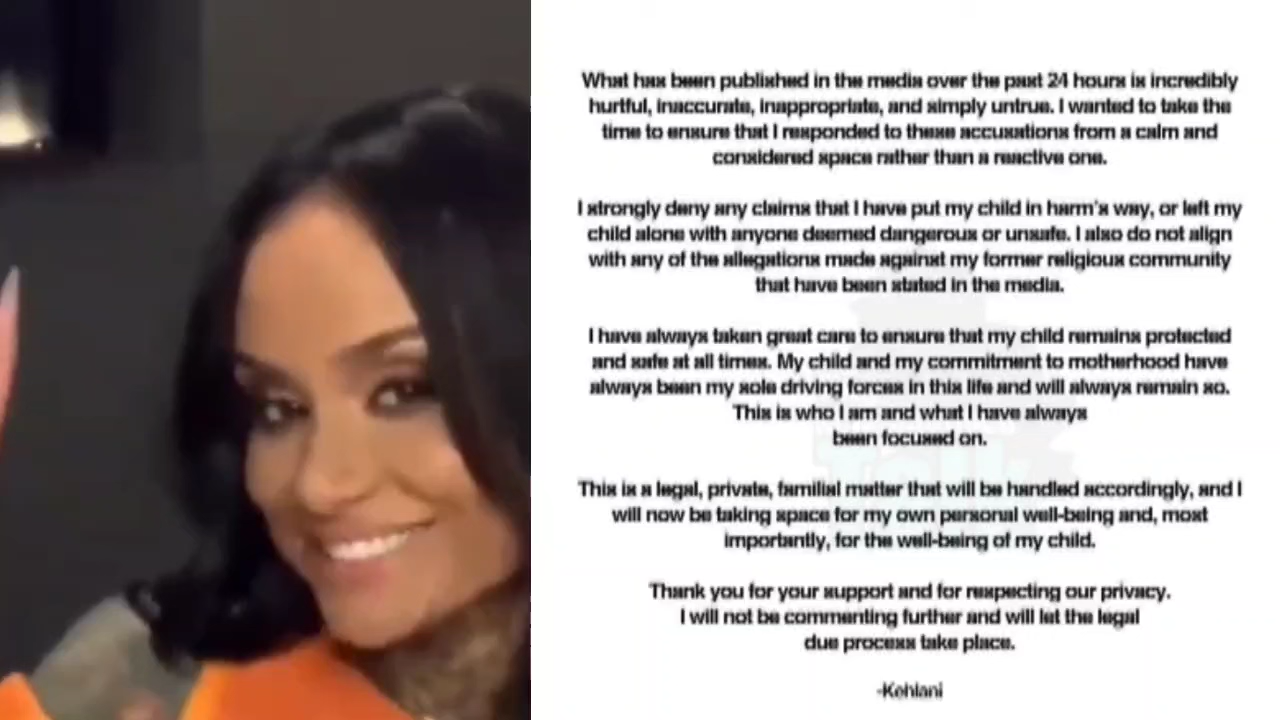 What has been published in the media over the past 24 hours is incredibly
hurtful, inaccurate, inappropriate, and simply untrue. I wanted to take the
time to ensure that I responded to these accusations from a calm and
considered space rather than a reactive one.
I strongly deny any claims that I have put my child in harm's way, or left my
child alone with anyone deemed dangerous or unsafe. I also do not align
with any of the allegations made against my former religious community
that have been stated in the media.
I have always taken great care to ensure that my child remains protected
and safe at all times. My child and my commitment to motherhood have
always been my sole driving forces in this life and will always remain so.
This is who I am and what I have always
been focused on.
This is a legal, private, familial matter that will be handled accordingly, and I
will now be taking space for my own personal well-being and, most
importantly, for the well-being of my child.
Thank you for your support and for respecting our privacy.
I will not be commenting further and will let the legal
due process take place.
-Kehlani